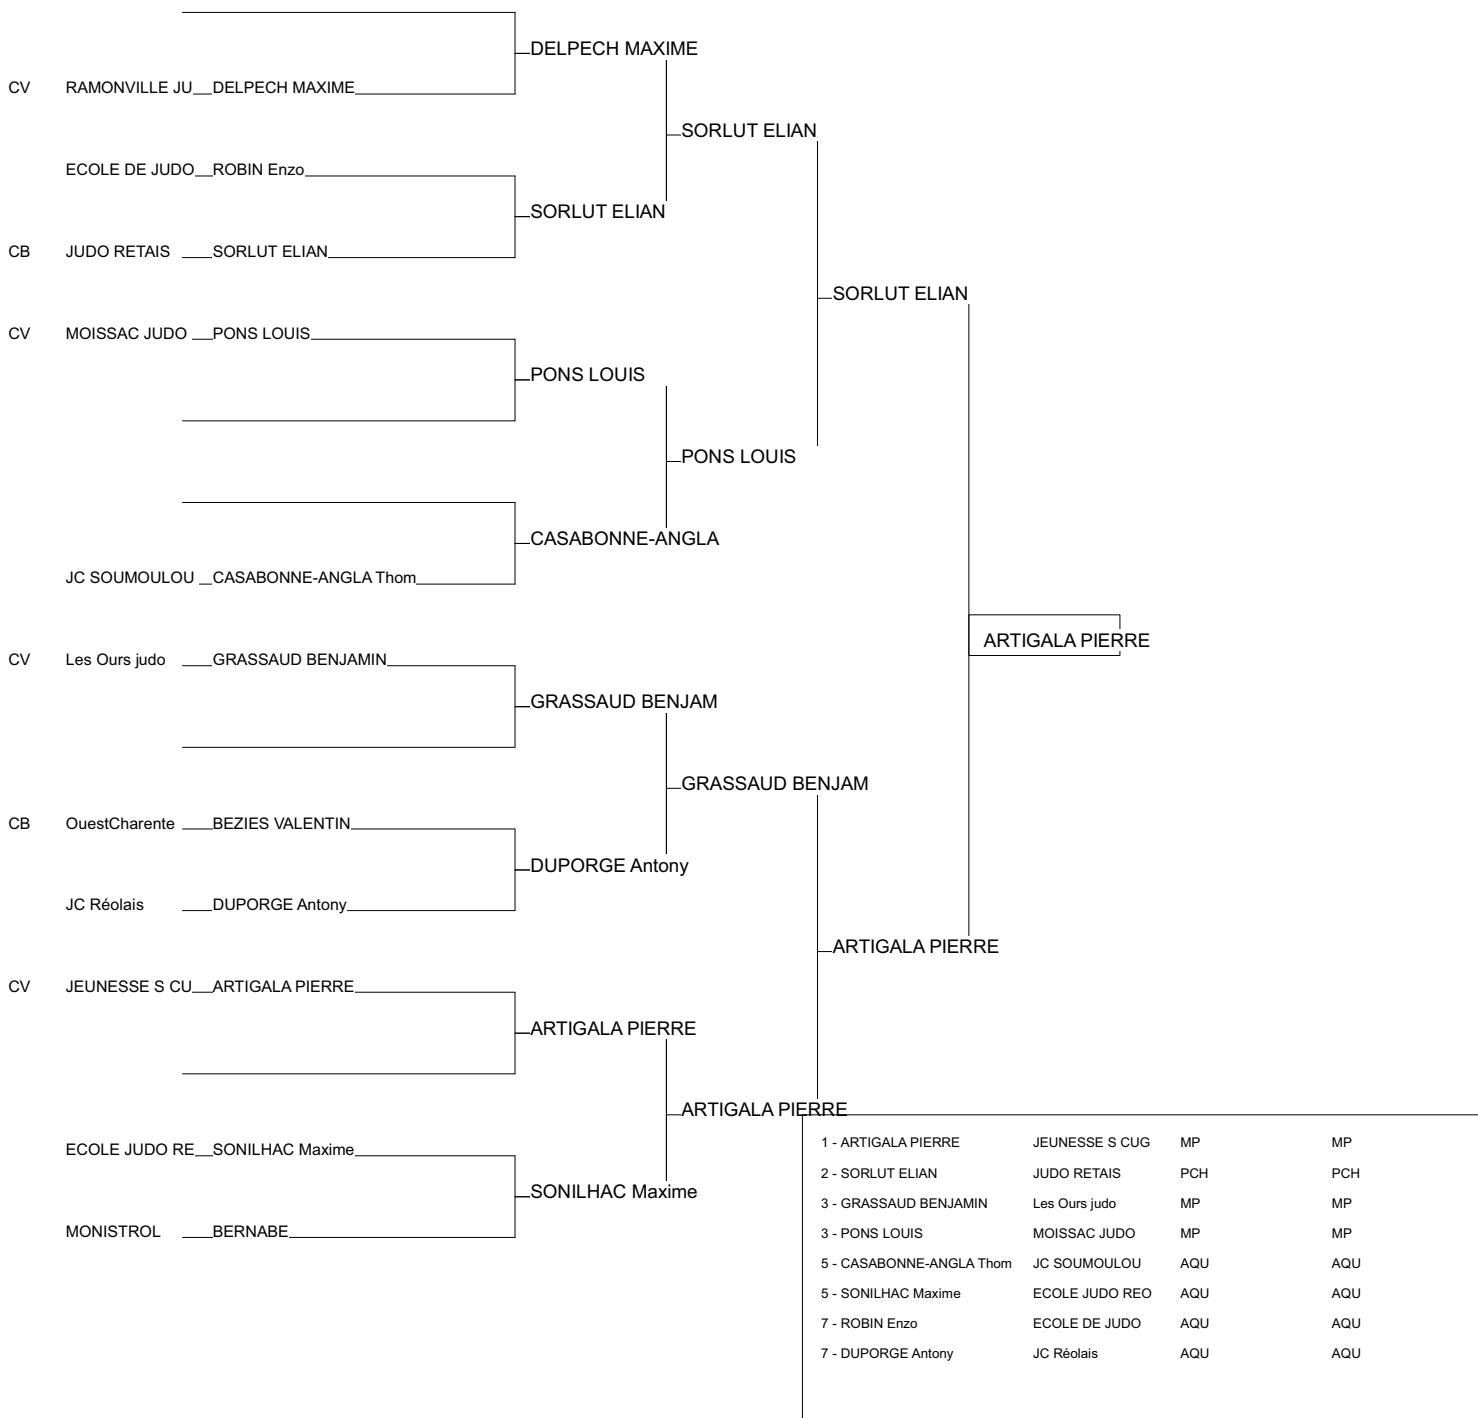 DELPECH MAXIME
CV RAMONVILLE JU DELPECH MAXIME
SORLUT ELIAN
ECOLE DE JUDO ROBIN Enzo
SORLUT ELIAN
CB JUDO RETAIS SORLUT ELIAN
SORLUT ELIAN
CV MOISSAC JUDO PONS LOUIS
PONS LOUIS
PONS LOUIS
CASABONNE-ANGLA
JC SOUMOULOU CASABONNE-ANGLA Thom
ARTIGALA PIERRE
CV Les Ours judo GRASSAUD BENJAMIN
GRASSAUD BENJAM
GRASSAUD BENJAM
CB OuestCharente BEZIES VALENTIN
DUPORGE Antony
JC Réolais DUPORGE Antony
ARTIGALA PIERRE
CV JEUNESSE S CU ARTIGALA PIERRE
ARTIGALA PIERRE
ARTIGALA PIERRE
ECOLE JUDO RE SONILHAC Maxime
SONILHAC Maxime
MONISTROL BERNABE
1 - ARTIGALA PIERRE JEUNESSE S CUG MP MP
2 - SORLUT ELIAN JUDO RETAIS PCH PCH
3 - GRASSAUD BENJAMIN Les Ours judo MP MP
3 - PONS LOUIS MOISSAC JUDO MP MP
5 - CASABONNE-ANGLA Thom JC SOUMOULOU AQU AQU
5 - SONILHAC Maxime ECOLE JUDO REO AQU AQU
7 - ROBIN Enzo ECOLE DE JUDO AQU AQU
7 - DUPORGE Antony JC Réolais AQU AQU